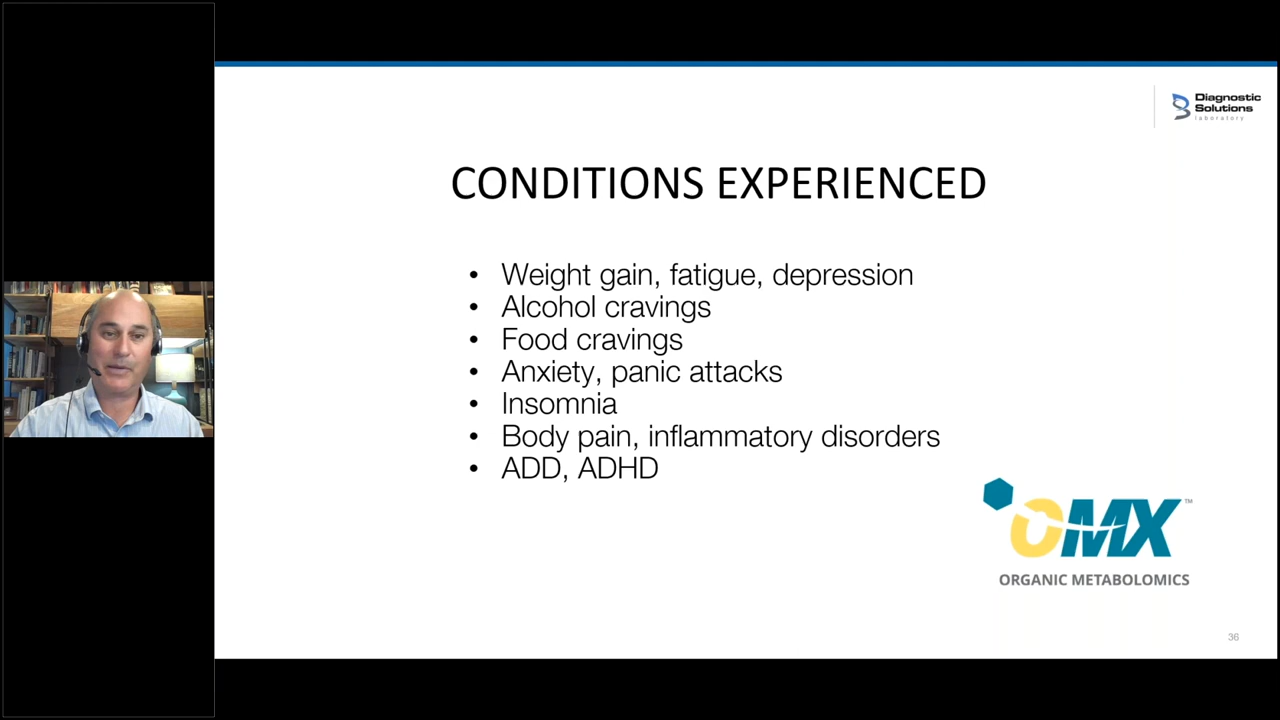 Diagnostic
Solutions
laboratory
CONDITIONS EXPERIENCED
• Weight gain, fatigue, depression
• Alcohol cravings
• Food cravings
• Anxiety, panic attacks
• Insomnia
• Body pain, inflammatory disorders
• ADD, ADHD
OMX™
ORGANIC METABOLOMICS
36